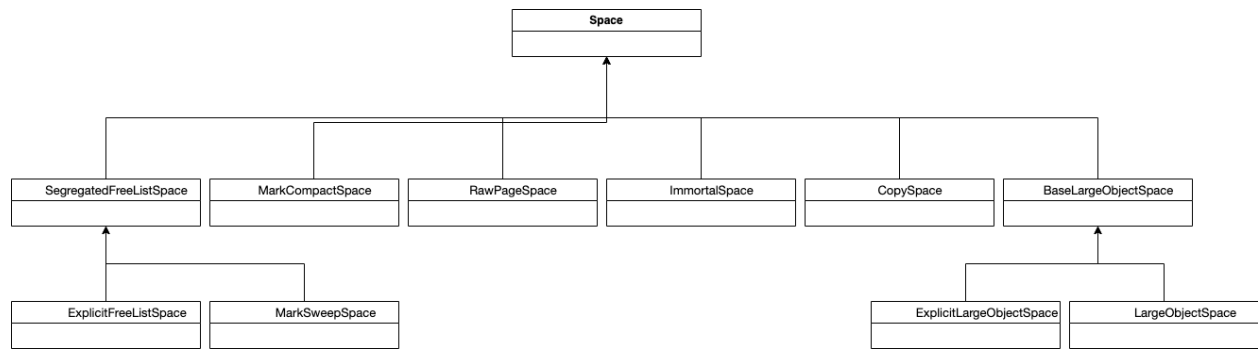 Space
SegregatedFreeListSpace
MarkCompactSpace
RawPageSpace
ImmortalSpace
CopySpace
BaseLargeObjectSpace
ExplicitFreeListSpace
MarkSweepSpace
ExplicitLargeObjectSpace
LargeObjectSpace